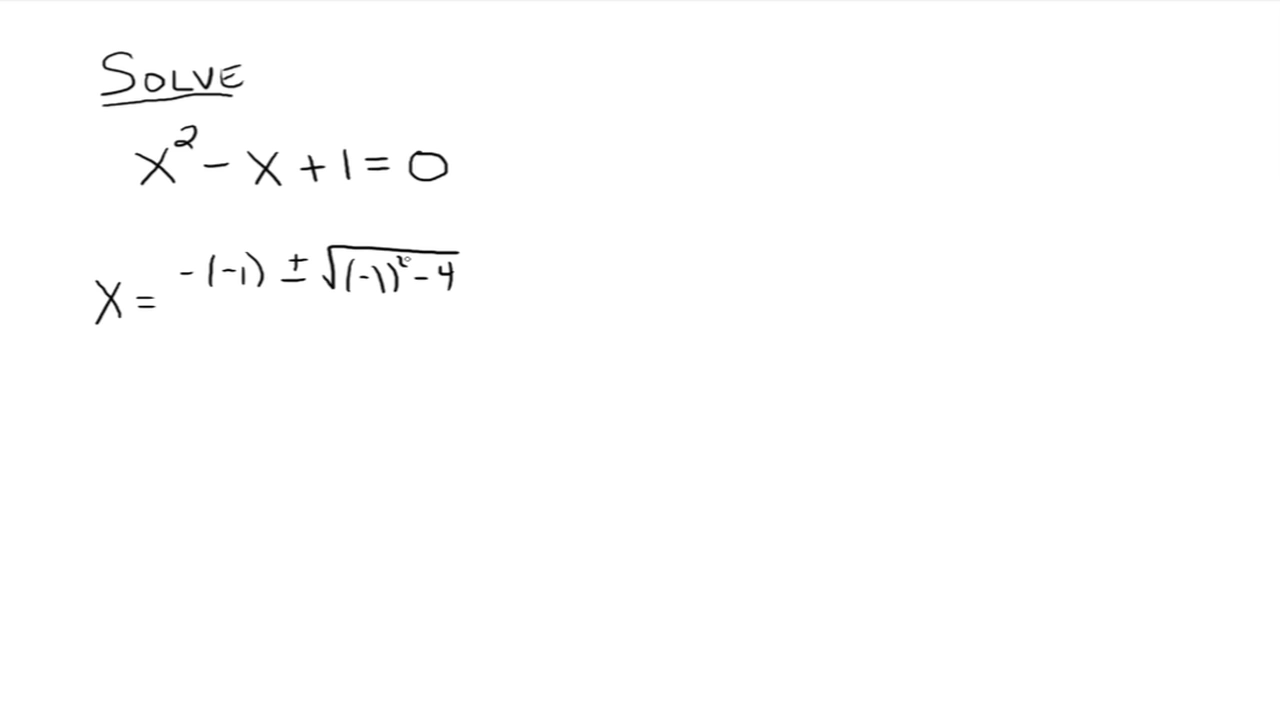 SOLVE
x² - x + 1 = 0
x = -(-1) ± √(-1)² - 4